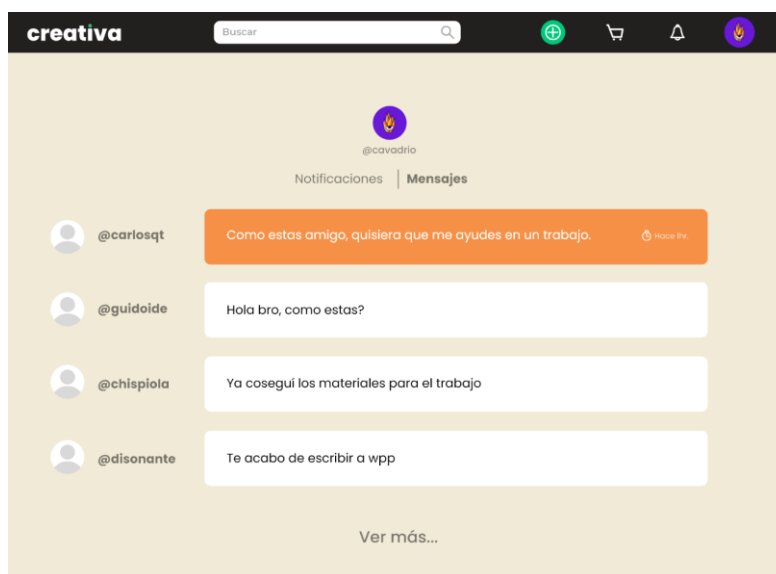 creativa
Buscar
@cavadrio
Notificaciones | Mensajes
@carlosqt
Como estas amigo, quisiera que me ayudes en un trabajo.
Hace 1hr.
@guidoide
Hola bro, como estas?
@chispiola
Ya coseguí los materiales para el trabajo
@disonante
Te acabo de escribir a wpp
Ver más...